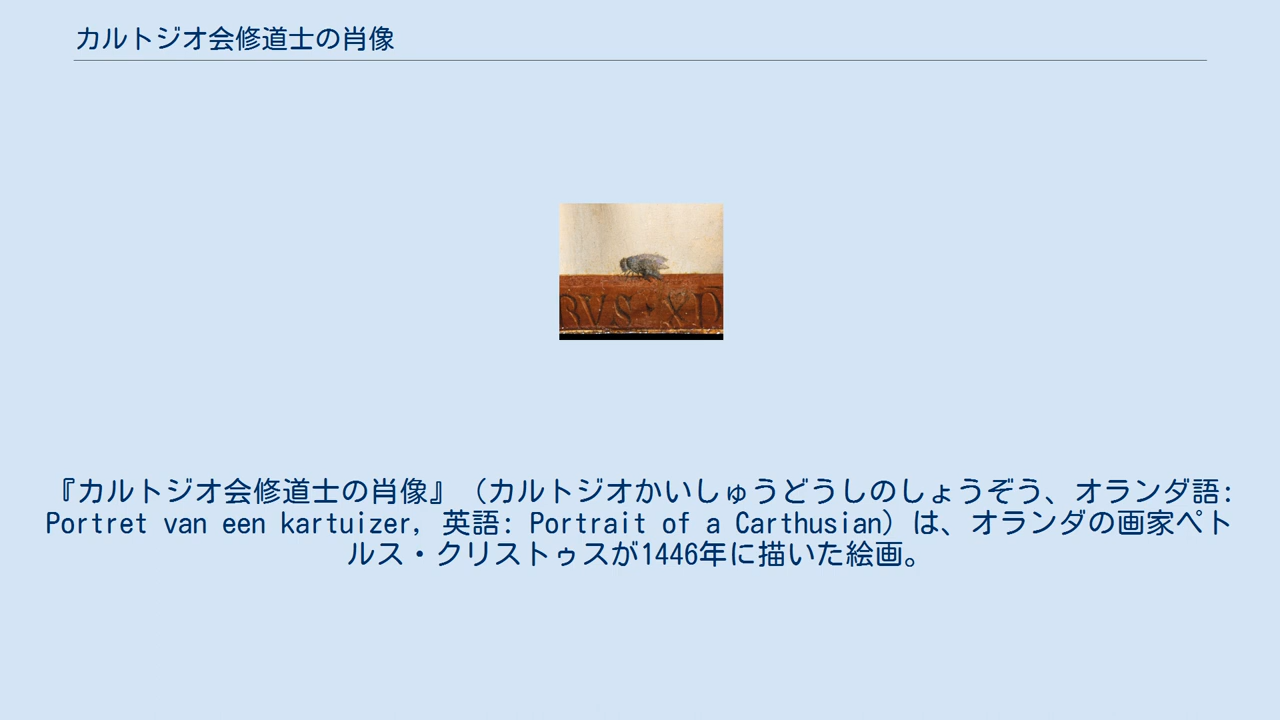 カルトジオ会修道士の肖像
RVS · XP
『カルトジオ会修道士の肖像』（カルトジオかいしゅうどうしのしょうぞう、オランダ語:
Portret van een kartuizer, 英語: Portrait of a Carthusian）は、オランダの画家ペト
ルス・クリストゥスが1446年に描いた絵画。